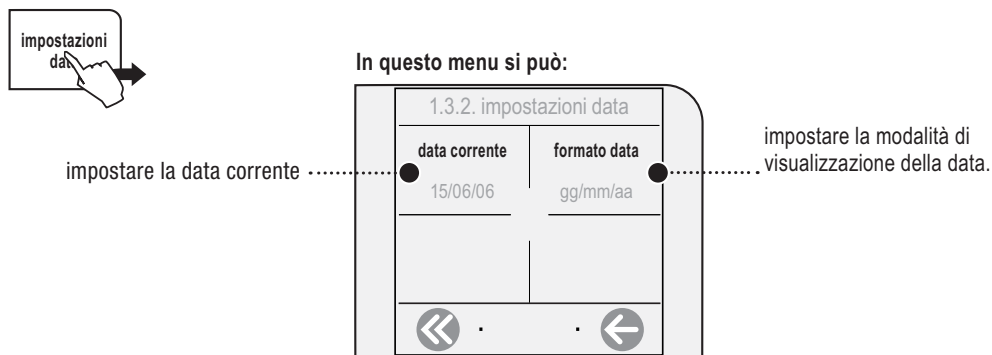 impostazioni
In questo menu si può:
1.3.2. impostazioni data
data corrente
formato data
impostare la data corrente
15/06/06
gg/mm/aa
impostare la modalità di
visualizzazione della data.